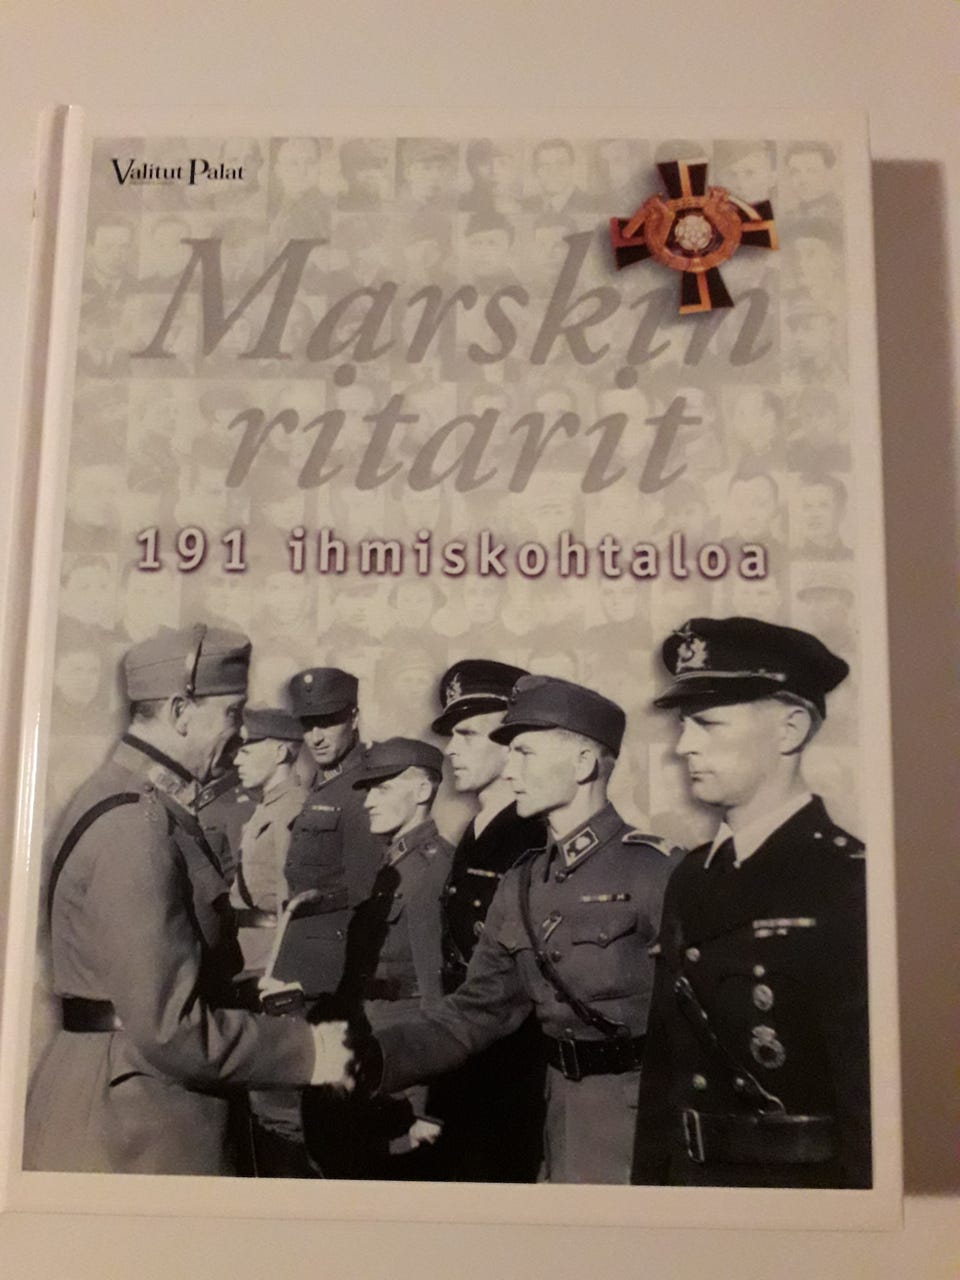 Valitut Palat
Marskin
ritarit
191 ihmiskohtaloa